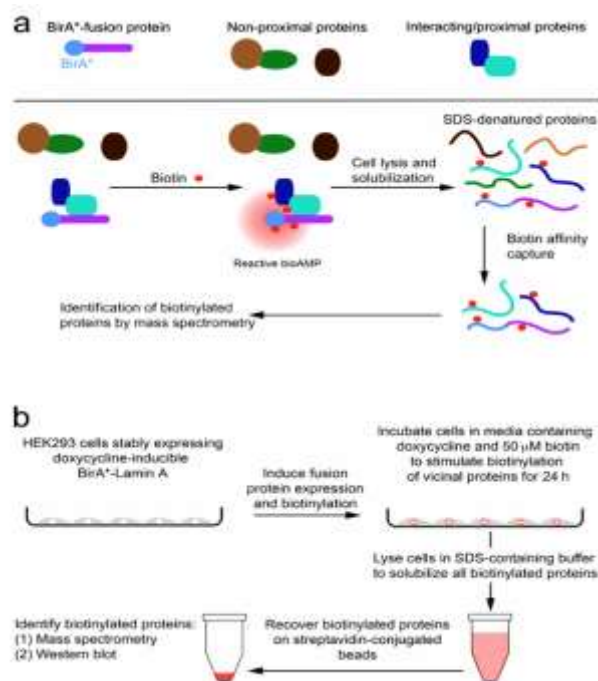 a
BirA*-fusion protein
Non-proximal proteins
Interacting/proximal proteins
BirA*
SDS-denatured proteins
Biotin
Cell lysis and
solubilization
Reactive bioAMP
Biotin affinity
capture
Identification of biotinylated
proteins by mass spectrometry
b
HEK293 cells stably expressing
doxycycline-inducible
BirA*-Lamin A
Induce fusion
protein expression
and biotinylation
Incubate cells in media containing
doxycycline and 50 μM biotin
to stimulate biotinylation
of vicinal proteins for 24 h
Lyse cells in SDS-containing buffer
to solubilize all biotinylated proteins
Identify biotinylated proteins:
(1) Mass spectrometry
(2) Western blot
Recover biotinylated proteins
on streptavidin-conjugated
beads